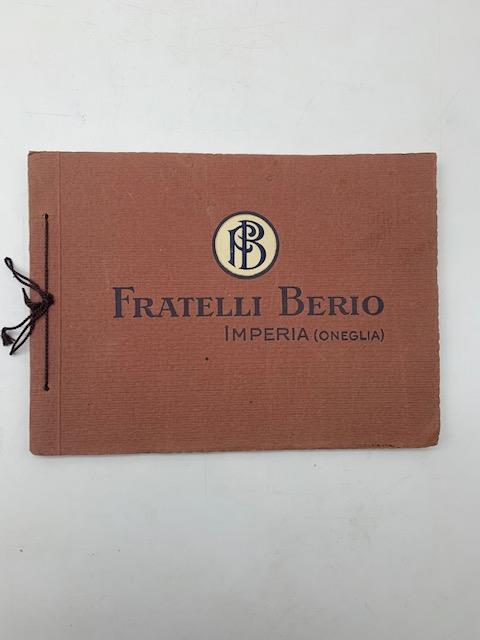 FB
FRATELLI BERIO
IMPERIA (ONEGLIA)